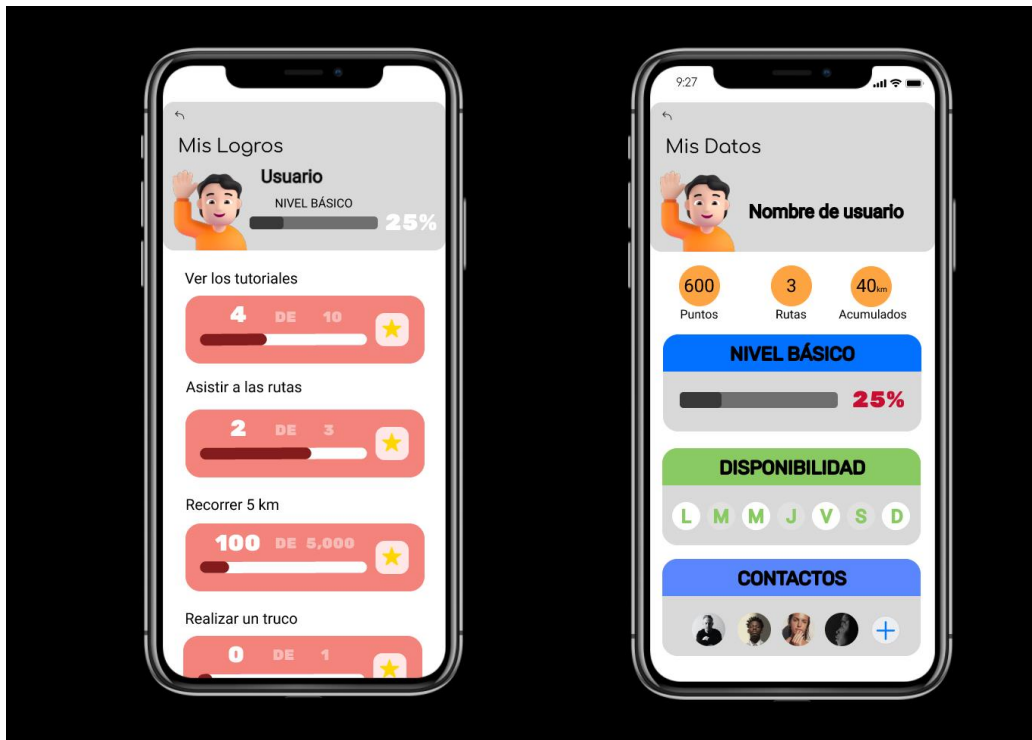 Mis Logros
Usuario
NIVEL BÁSICO
25%
Ver los tutoriales
4 DE 10
Asistir a las rutas
2 DE 3
Recorrer 5 km
100 DE 5,000
Realizar un truco
0 DE 1
9:27
Mis Datos
Nombre de usuario
600 3 40km
Puntos Rutas Acumulados
NIVEL BÁSICO
25%
DISPONIBILIDAD
L M M J V S D
CONTACTOS